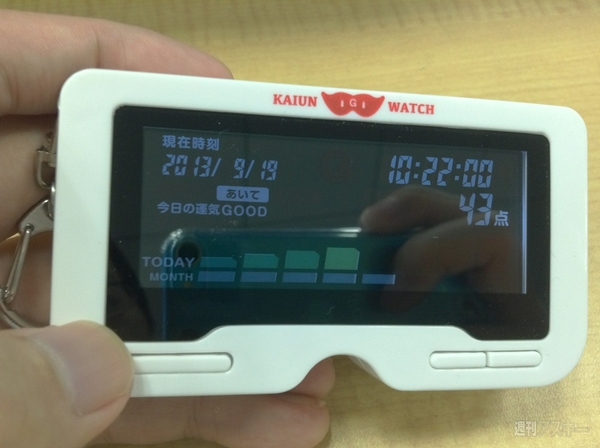 KAIUN G WATCH
現在時刻
2013/ 9/19 10:22:00
あいて
今日の運気GOOD 43点
TODAY
MONTH
週刊アスキー